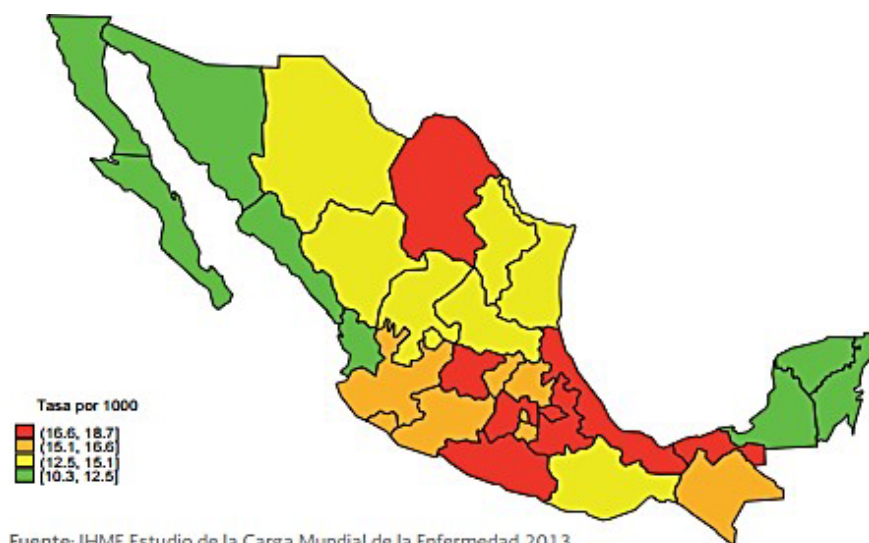 Tasa por 1000
(16.6, 18.7]
(15.1, 16.6]
(12.5, 15.1]
[10.3, 12.5]
Fuente: IHME Estudio de la Carga Mundial de la Enfermedad 2013